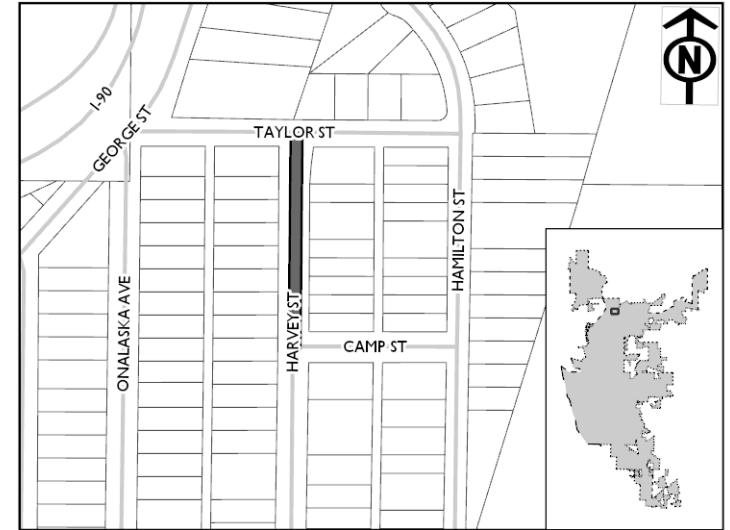 N
I-90
GEORGE ST
TAYLOR ST
ONALASKA AVE
HARVEY ST
HAMILTON ST
CAMP ST